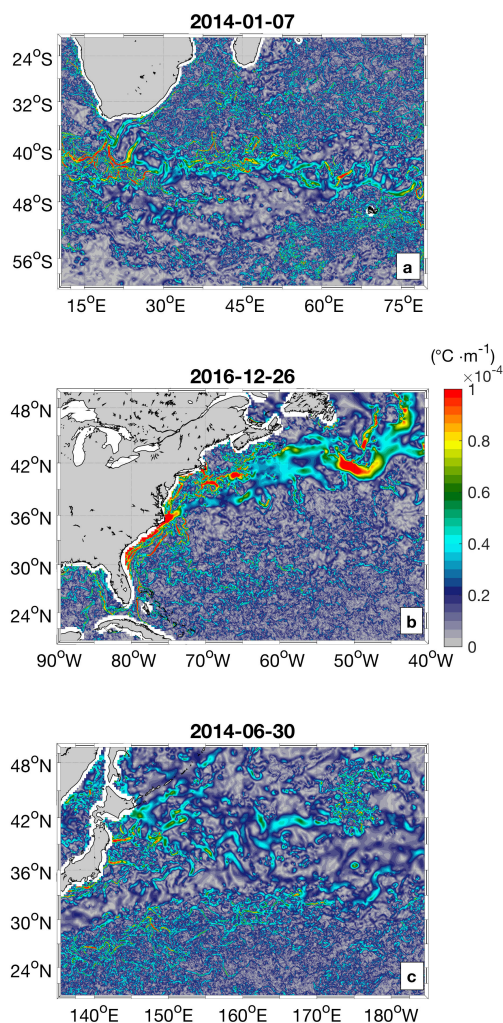 2014-01-07
24°S
32°S
40°S
48°S
56°S
a
15°E 30°E 45°E 60°E 75°E
(°C ·m⁻¹)
×10⁻⁴
2016-12-26
48°N
42°N
36°N
30°N
24°N
b
90°W 80°W 70°W 60°W 50°W 40°W
1
0.8
0.6
0.4
0.2
0
2014-06-30
48°N
42°N
36°N
30°N
24°N
c
140°E 150°E 160°E 170°E 180°W